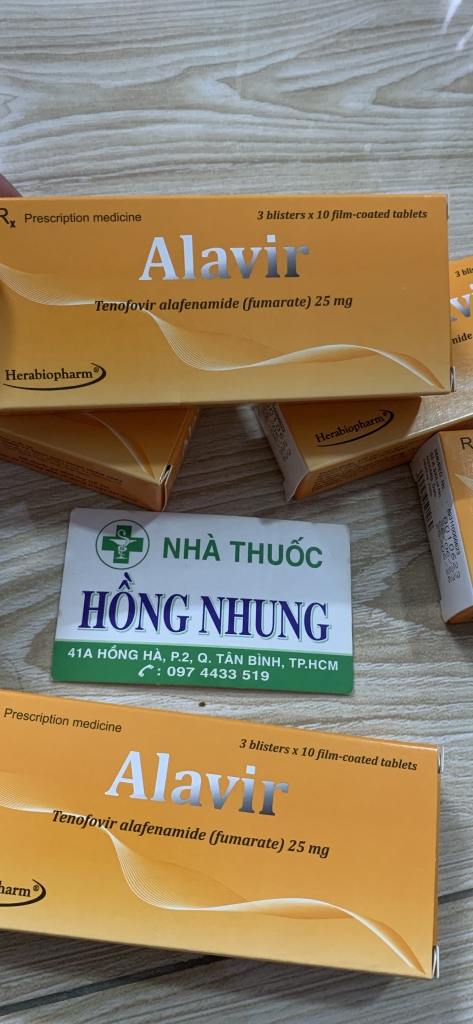 Rx Prescription medicine
3 blisters x 10 film-coated tablets
Alavir
Tenofovir alafenamide (fumarate) 25 mg
Herabiopharm®
Herabiopharm®
NHÀ THUỐC
HỒNG NHUNG
41A HỒNG HÀ, P.2, Q. TÂN BÌNH, TP.HCM
: 097 4433 519
Prescription medicine
3 blisters x 10 film-coated tablets
Alavir
Tenofovir alafenamide (fumarate) 25 mg